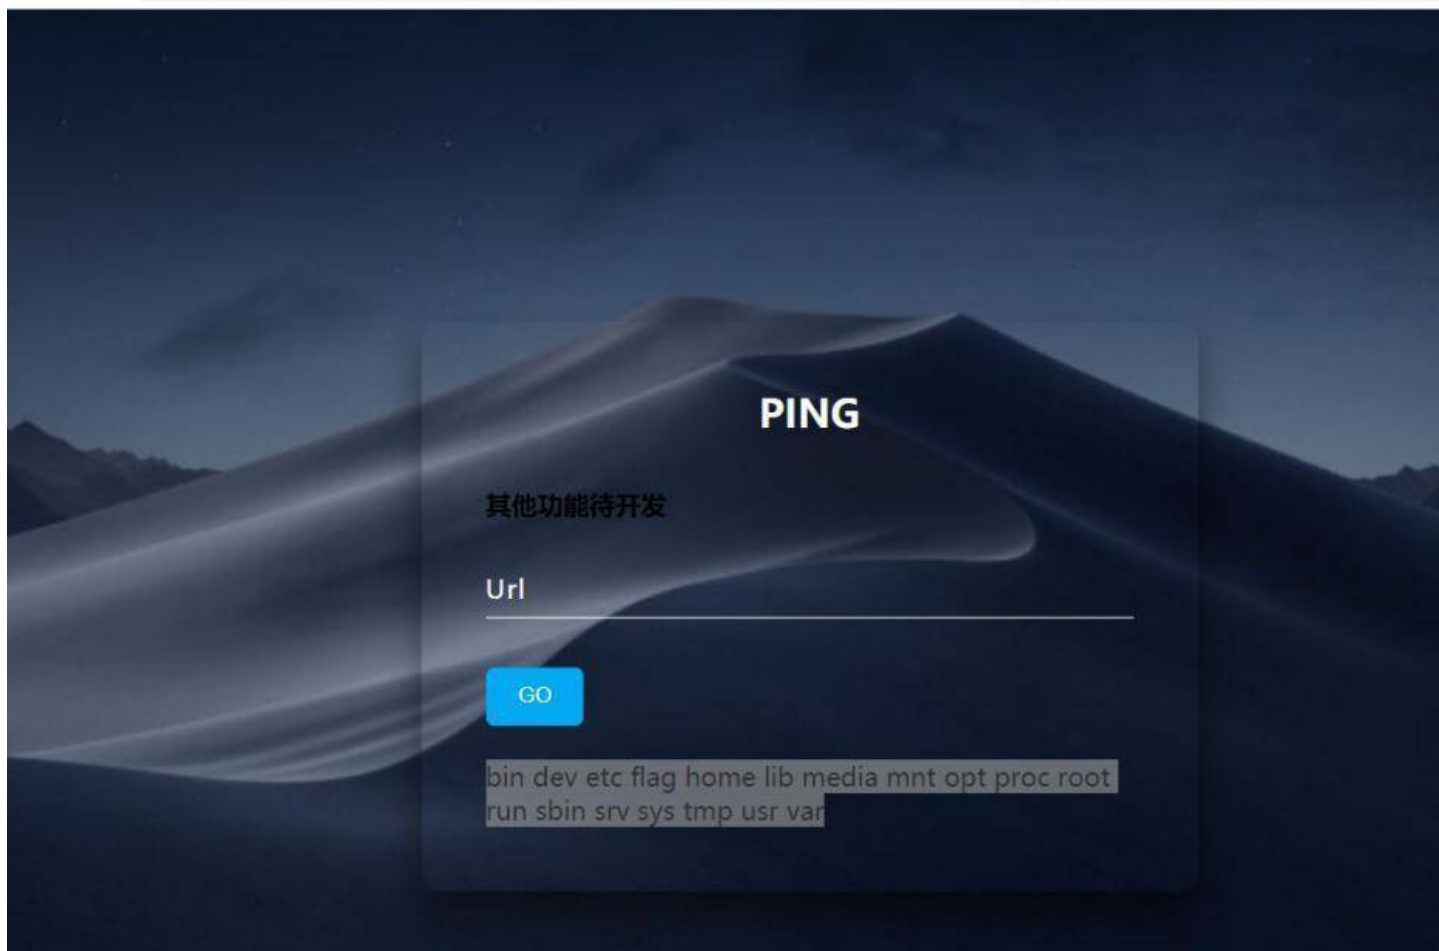 PING
其他功能待开发
Url
GO
bin dev etc flag home lib media mnt opt proc root
run sbin srv sys tmp usr var